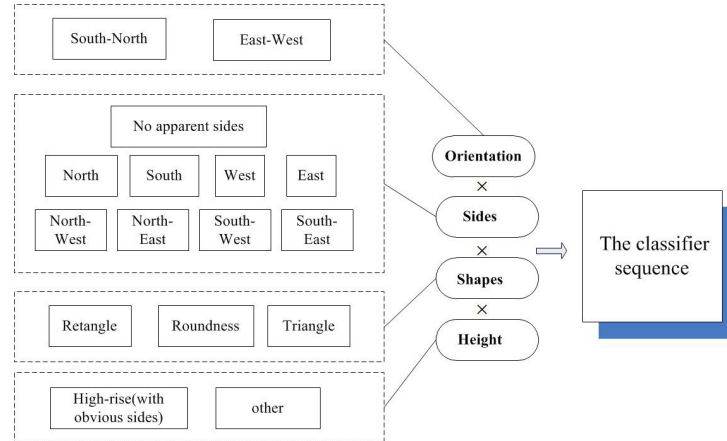 South-North
East-West
No apparent sides
North
South
West
East
North-
West
North-
East
South-
West
South-
East
Retangle
Roundness
Triangle
High-rise(with
obvious sides)
other
Orientation
×
Sides
×
Shapes
×
Height
The classifier
sequence